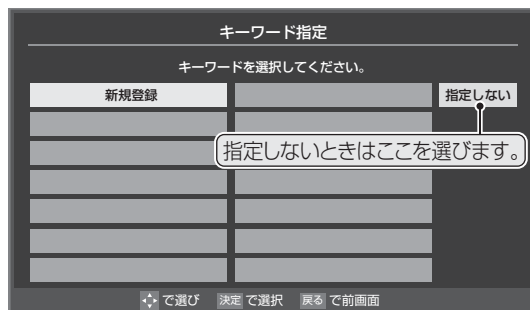 キーワード指定
キーワードを選択してください。
新規登録
指定しない
指定しないときはここを選びます。
で選び 決定 で選択 戻る で前画面